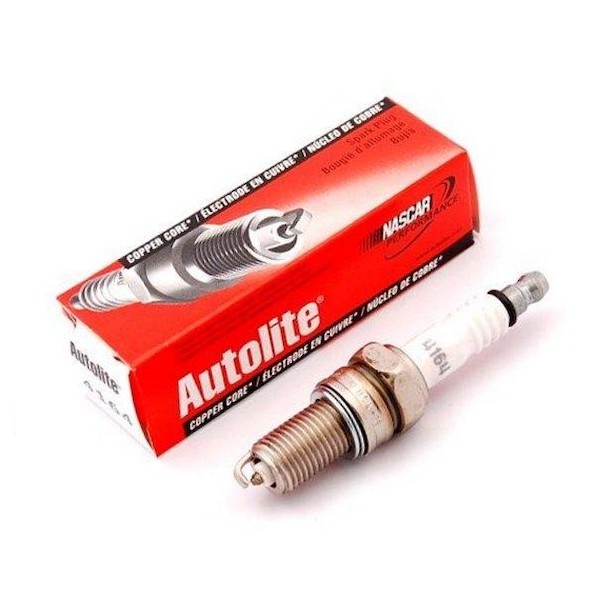 Spark Plug
Bougie d'allumage
Bujía
COPPER CORE* / ÉLECTRODE EN CUIVRE* / NÚCLEO DE COBRE*
NASCAR
PERFORMANCE
Autolite®
COPPER CORE* / ÉLECTRODE EN CUIVRE* / NÚCLEO DE COBRE*
Autolite®
4164
4164